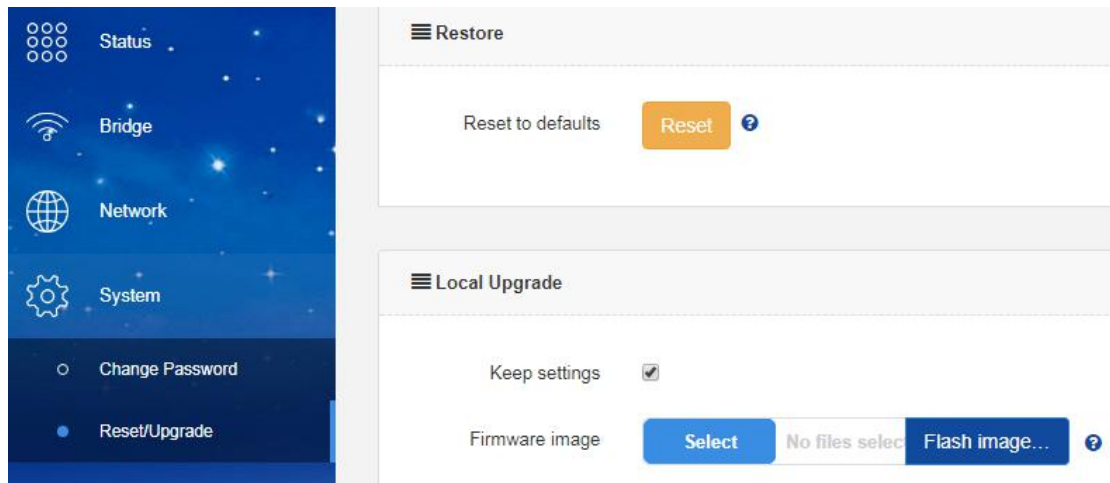 Status
Bridge
Network
System
Change Password
Reset/Upgrade
Restore
Reset to defaults Reset
Local Upgrade
Keep settings
Firmware image Select No files selec Flash image...